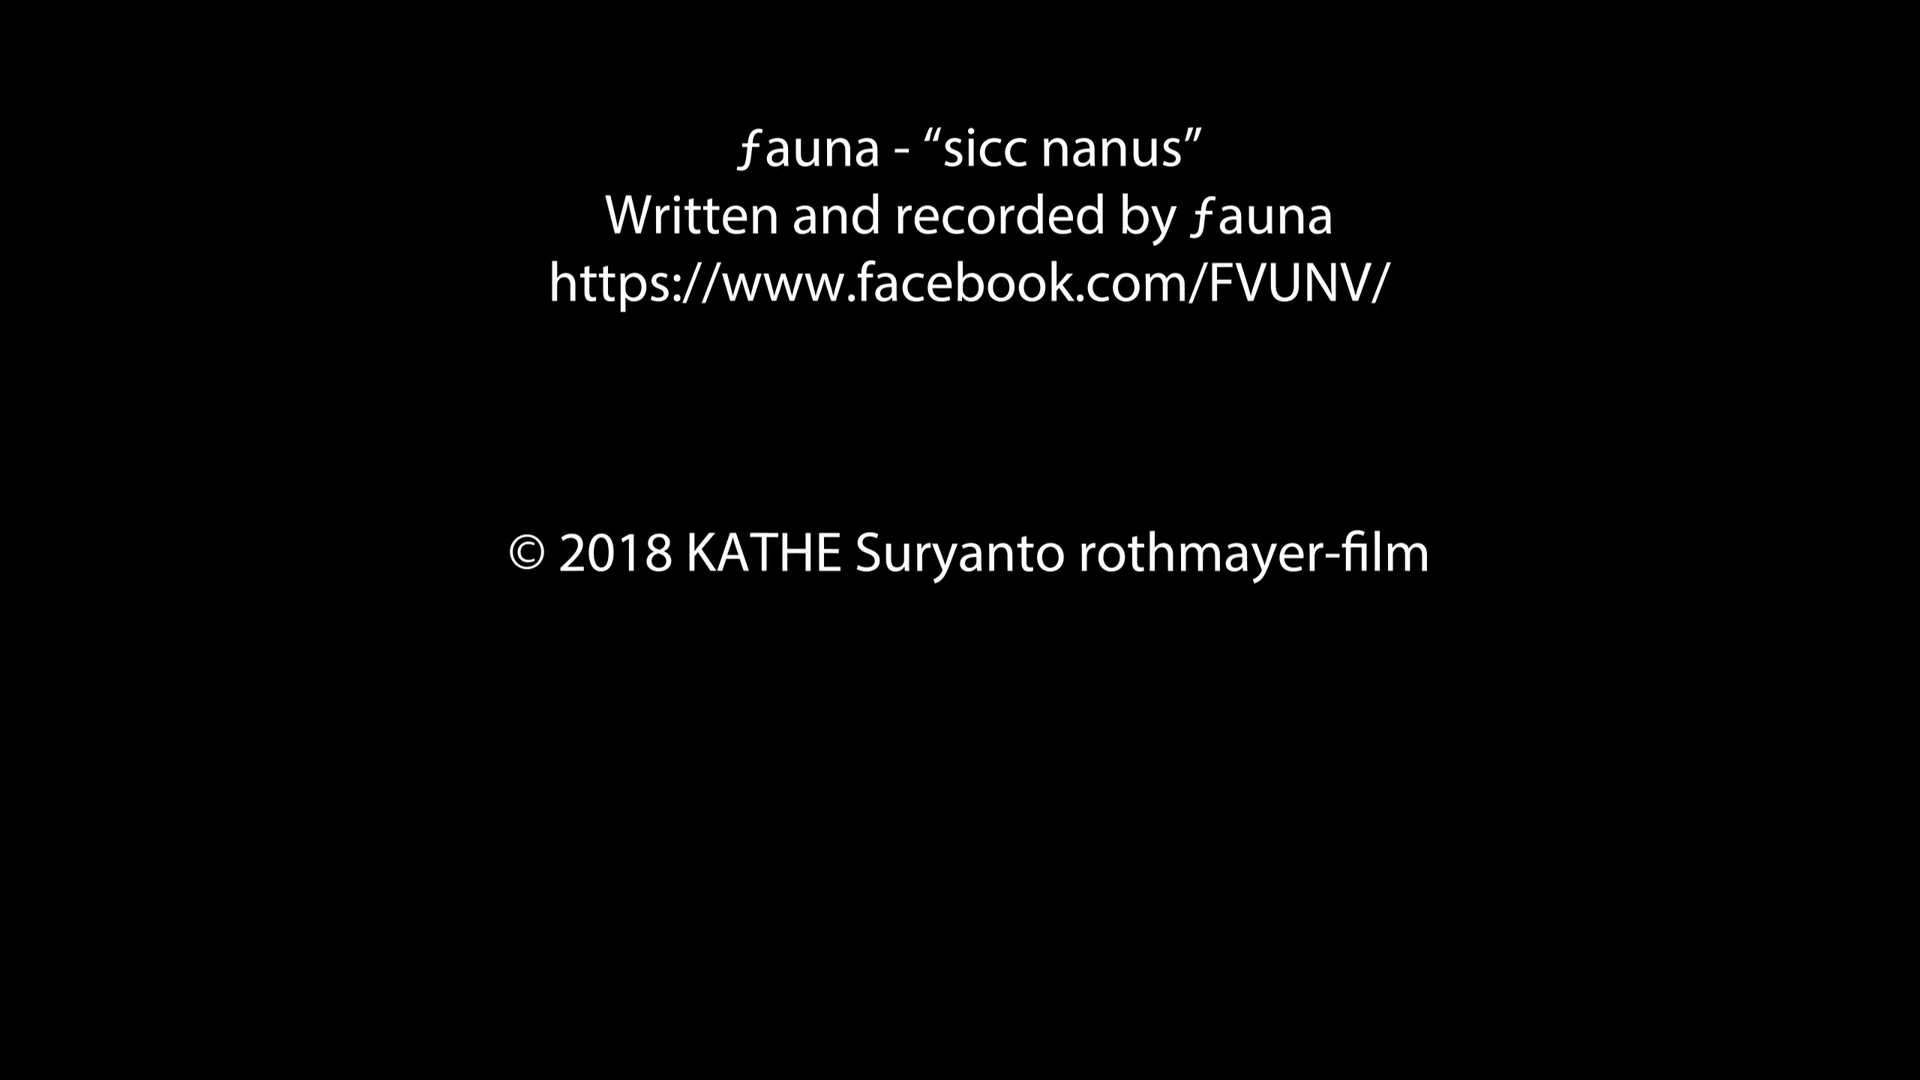 ƒauna - “sicc nanus”
Written and recorded by ƒauna
https://www.facebook.com/FVUNV/
© 2018 KATHE Suryanto rothmayer-film